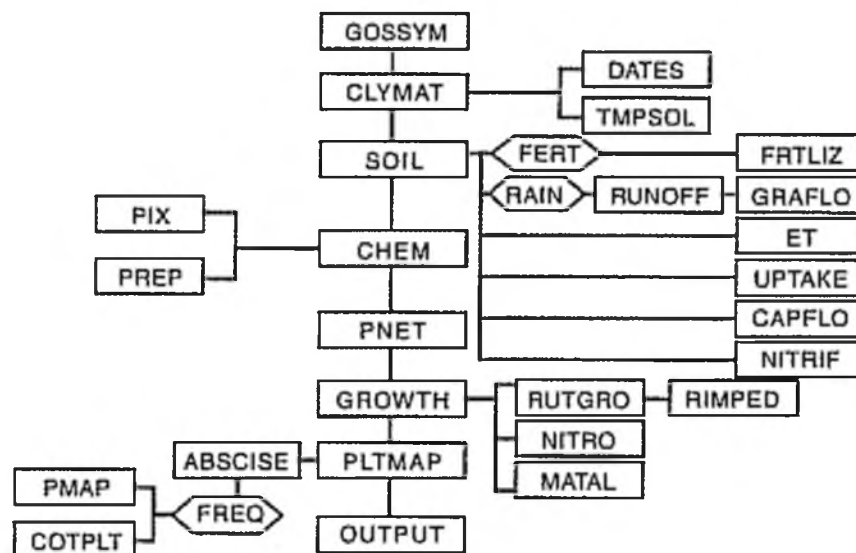 GOSSYM
DATES
CLYMAT
TMPSOL
SOIL
FERT
FRTLIZ
RAIN
RUNOFF
GRAFLO
PIX
CHEM
ET
PREP
UPTAKE
PNET
CAPFLO
NITRIF
GROWTH
RUTGRO
RIMPED
NITRO
ABSCISE
PLTMAP
MATAL
PMAP
FREQ
OUTPUT
COTPLT